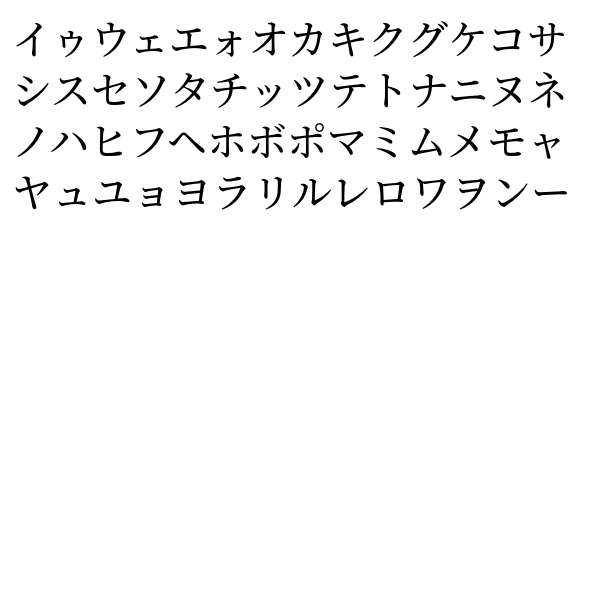 イゥウェエォオカキクグケコサ
シスセソタチッツテトナニヌネ
ノハヒフヘホボポマミムメモャ
ヤュユョヨラリルレロワヲンー